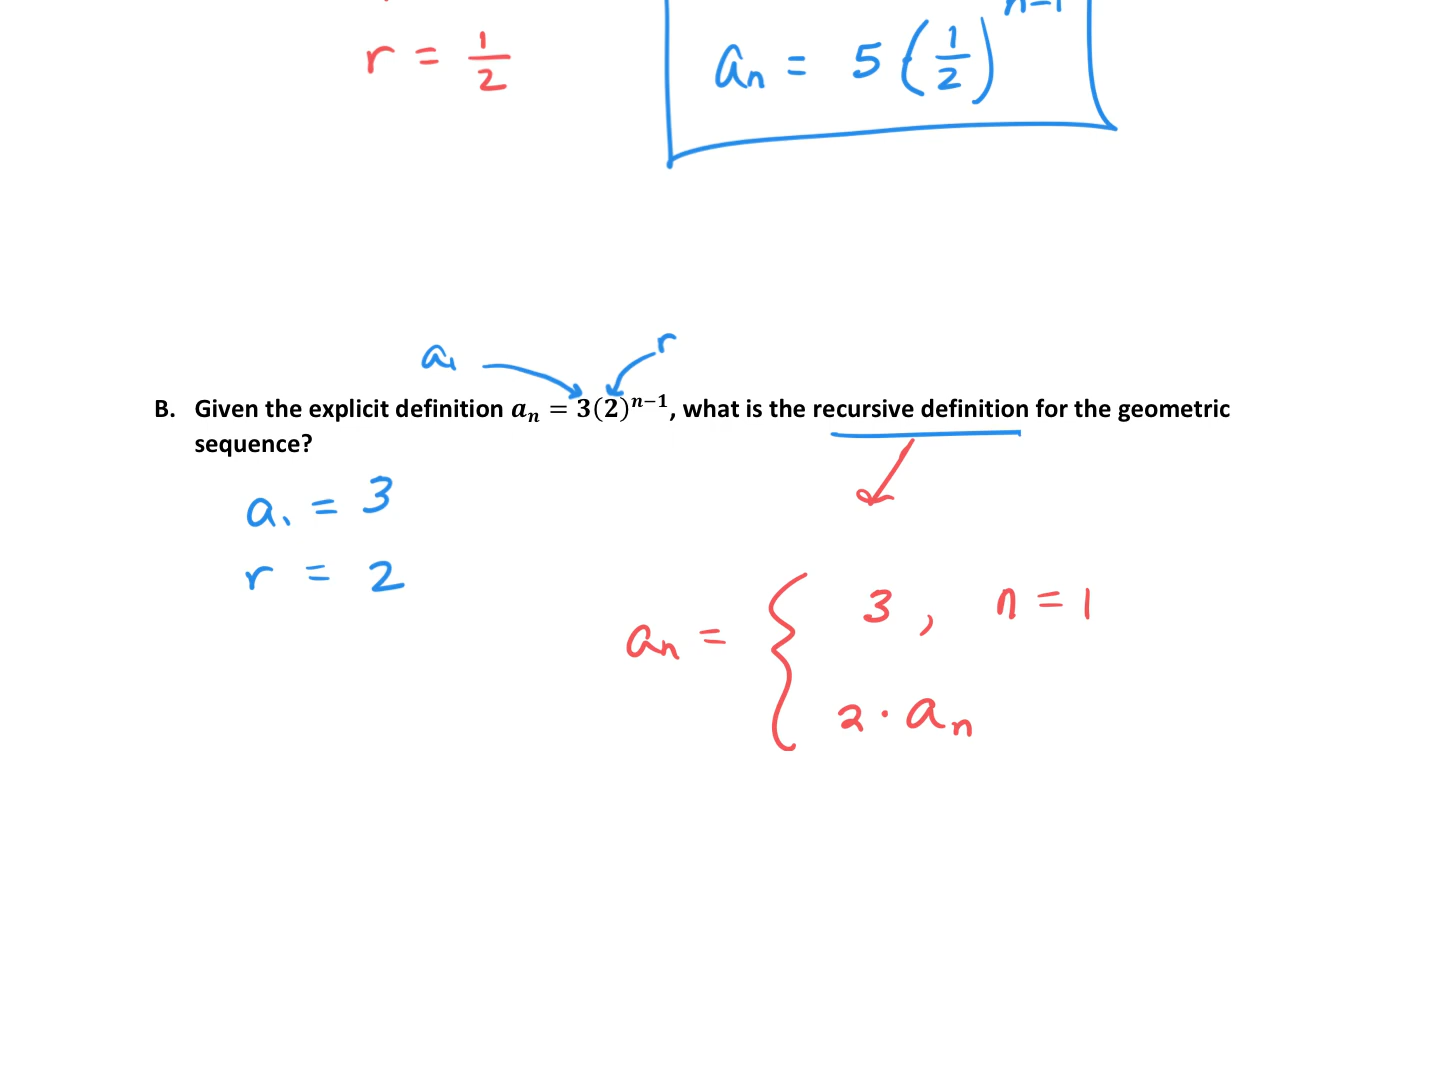 n-1
r = 1/2
aₙ = 5 (1/2)
a₁ r
B. Given the explicit definition aₙ = 3(2)ⁿ⁻¹, what is the recursive definition for the geometric
sequence?
a₁ = 3
r = 2
aₙ = { 3 , n = 1
2 · aₙ